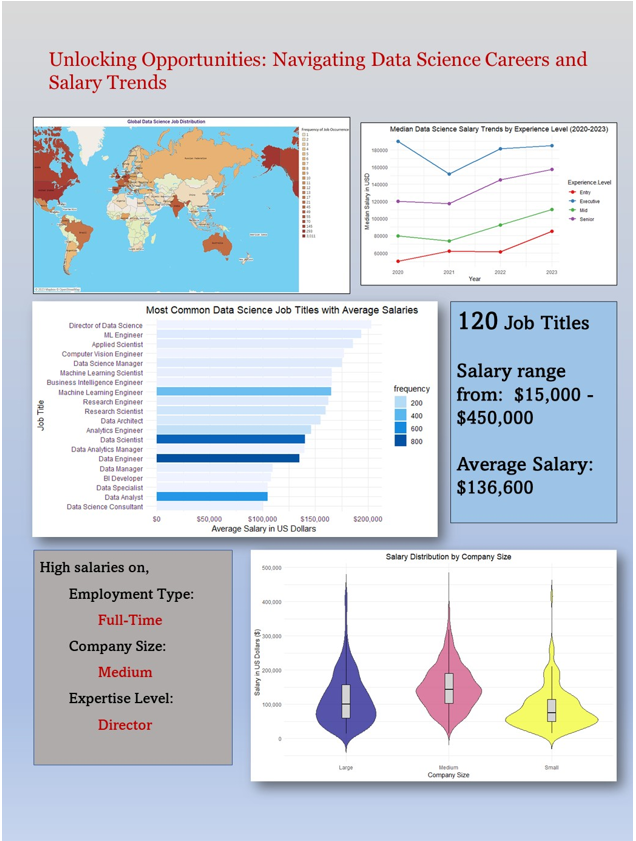 Unlocking Opportunities: Navigating Data Science Careers and
Salary Trends
Global Data Science Job Distribution
Frequency of Job Occurrence
Median Data Science Salary Trends by Experience Level (2020-2023)
Median Salary in USD
180000
160000
140000
120000
100000
80000
60000
2020
2021
2022
2023
Year
Experience Level
Entry
Executive
Mid
Senior
Most Common Data Science Job Titles with Average Salaries
Job Title
Director of Data Science
ML Engineer
Applied Scientist
Computer Vision Engineer
Data Science Manager
Machine Learning Scientist
Business Intelligence Engineer
Machine Learning Engineer
Research Engineer
Research Scientist
Data Architect
Analytics Engineer
Data Scientist
Data Analytics Manager
Data Engineer
Data Manager
BI Developer
Data Specialist
Data Analyst
Data Science Consultant
$0
$50,000
$100,000
$150,000
$200,000
Average Salary in US Dollars
frequency
200
400
600
800
120 Job Titles
Salary range
from: $15,000 -
$450,000
Average Salary:
$136,600
High salaries on,
Employment Type:
Full-Time
Company Size:
Medium
Expertise Level:
Director
Salary Distribution by Company Size
Salary in US Dollars ($)
500,000
400,000
300,000
200,000
100,000
0
Large
Medium
Small
Company Size